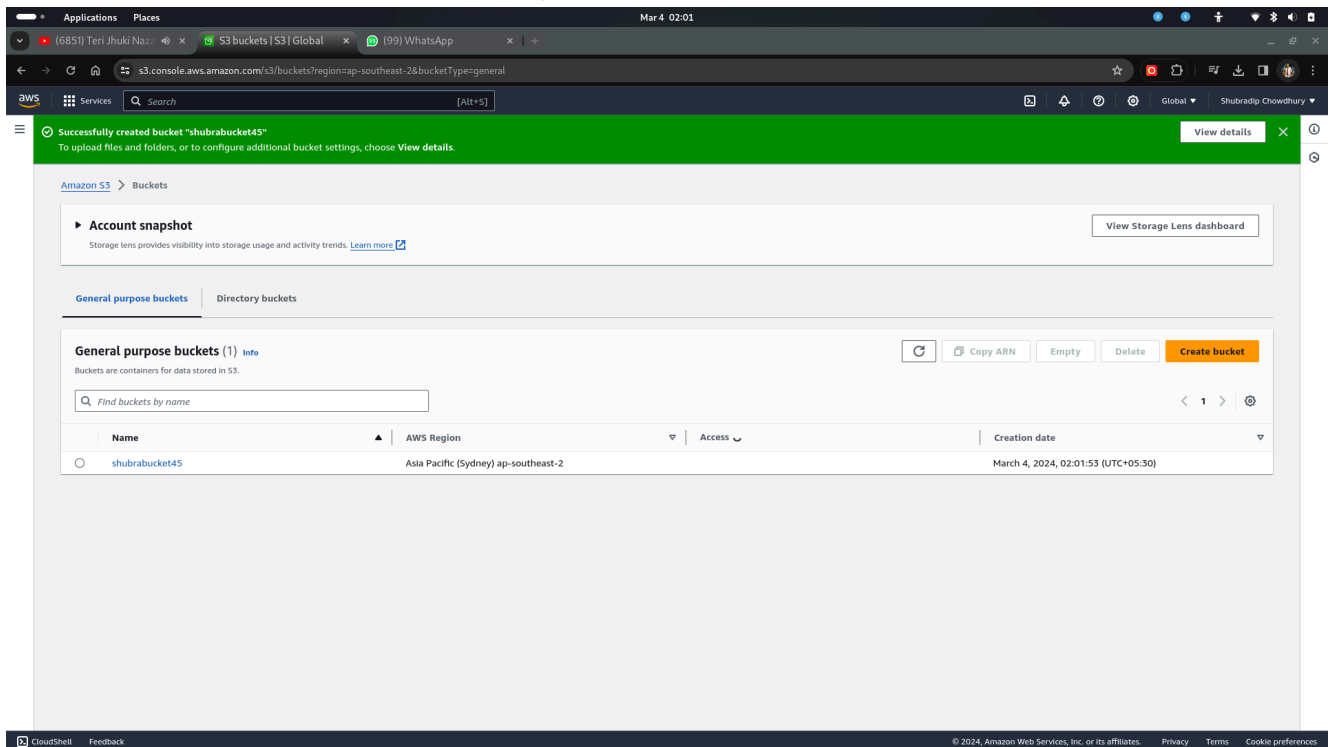 Applications Places Mar 4 02:01
(6851) Teri Jhuki Naza S3 buckets | S3 | Global (99) WhatsApp
s3.console.aws.amazon.com/s3/buckets?region=ap-southeast-2&bucketType=general
aws Services Search [Alt+S] Global Shubradip Chowdhury
Successfully created bucket "shubrabucket45"
To upload files and folders, or to configure additional bucket settings, choose View details.
View details
Amazon S3 > Buckets
Account snapshot
Storage lens provides visibility into storage usage and activity trends. Learn more
View Storage Lens dashboard
General purpose buckets Directory buckets
General purpose buckets (1) Info
Buckets are containers for data stored in S3.
Copy ARN Empty Delete Create bucket
Find buckets by name
1
Name AWS Region Access Creation date
shubrabucket45 Asia Pacific (Sydney) ap-southeast-2 March 4, 2024, 02:01:53 (UTC+05:30)
CloudShell Feedback © 2024, Amazon Web Services, Inc. or its affiliates. Privacy Terms Cookie preferences